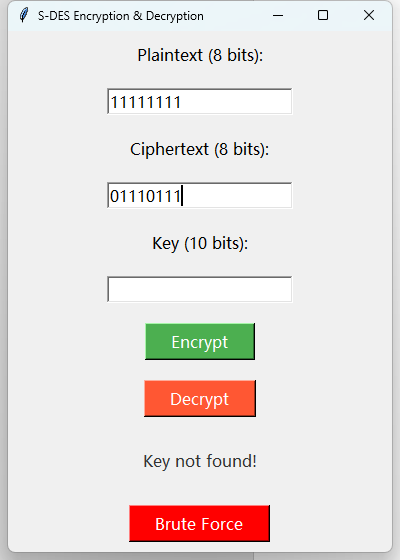 S-DES Encryption & Decryption
Plaintext (8 bits):
11111111
Ciphertext (8 bits):
01110111
Key (10 bits):
Encrypt
Decrypt
Key not found!
Brute Force